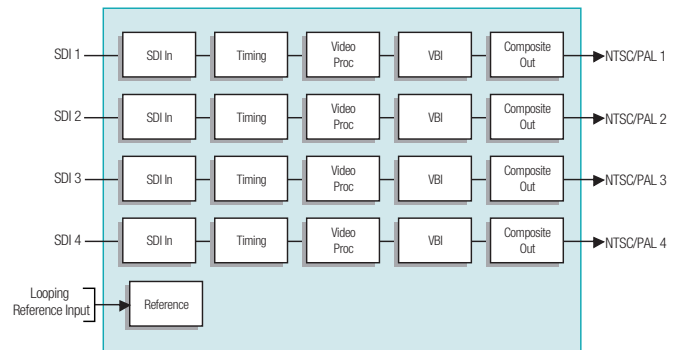 SDI 1 SDI In Timing Video Proc VBI Composite Out NTSC/PAL 1
SDI 2 SDI In Timing Video Proc VBI Composite Out NTSC/PAL 2
SDI 3 SDI In Timing Video Proc VBI Composite Out NTSC/PAL 3
SDI 4 SDI In Timing Video Proc VBI Composite Out NTSC/PAL 4
Looping
Reference Input
Reference